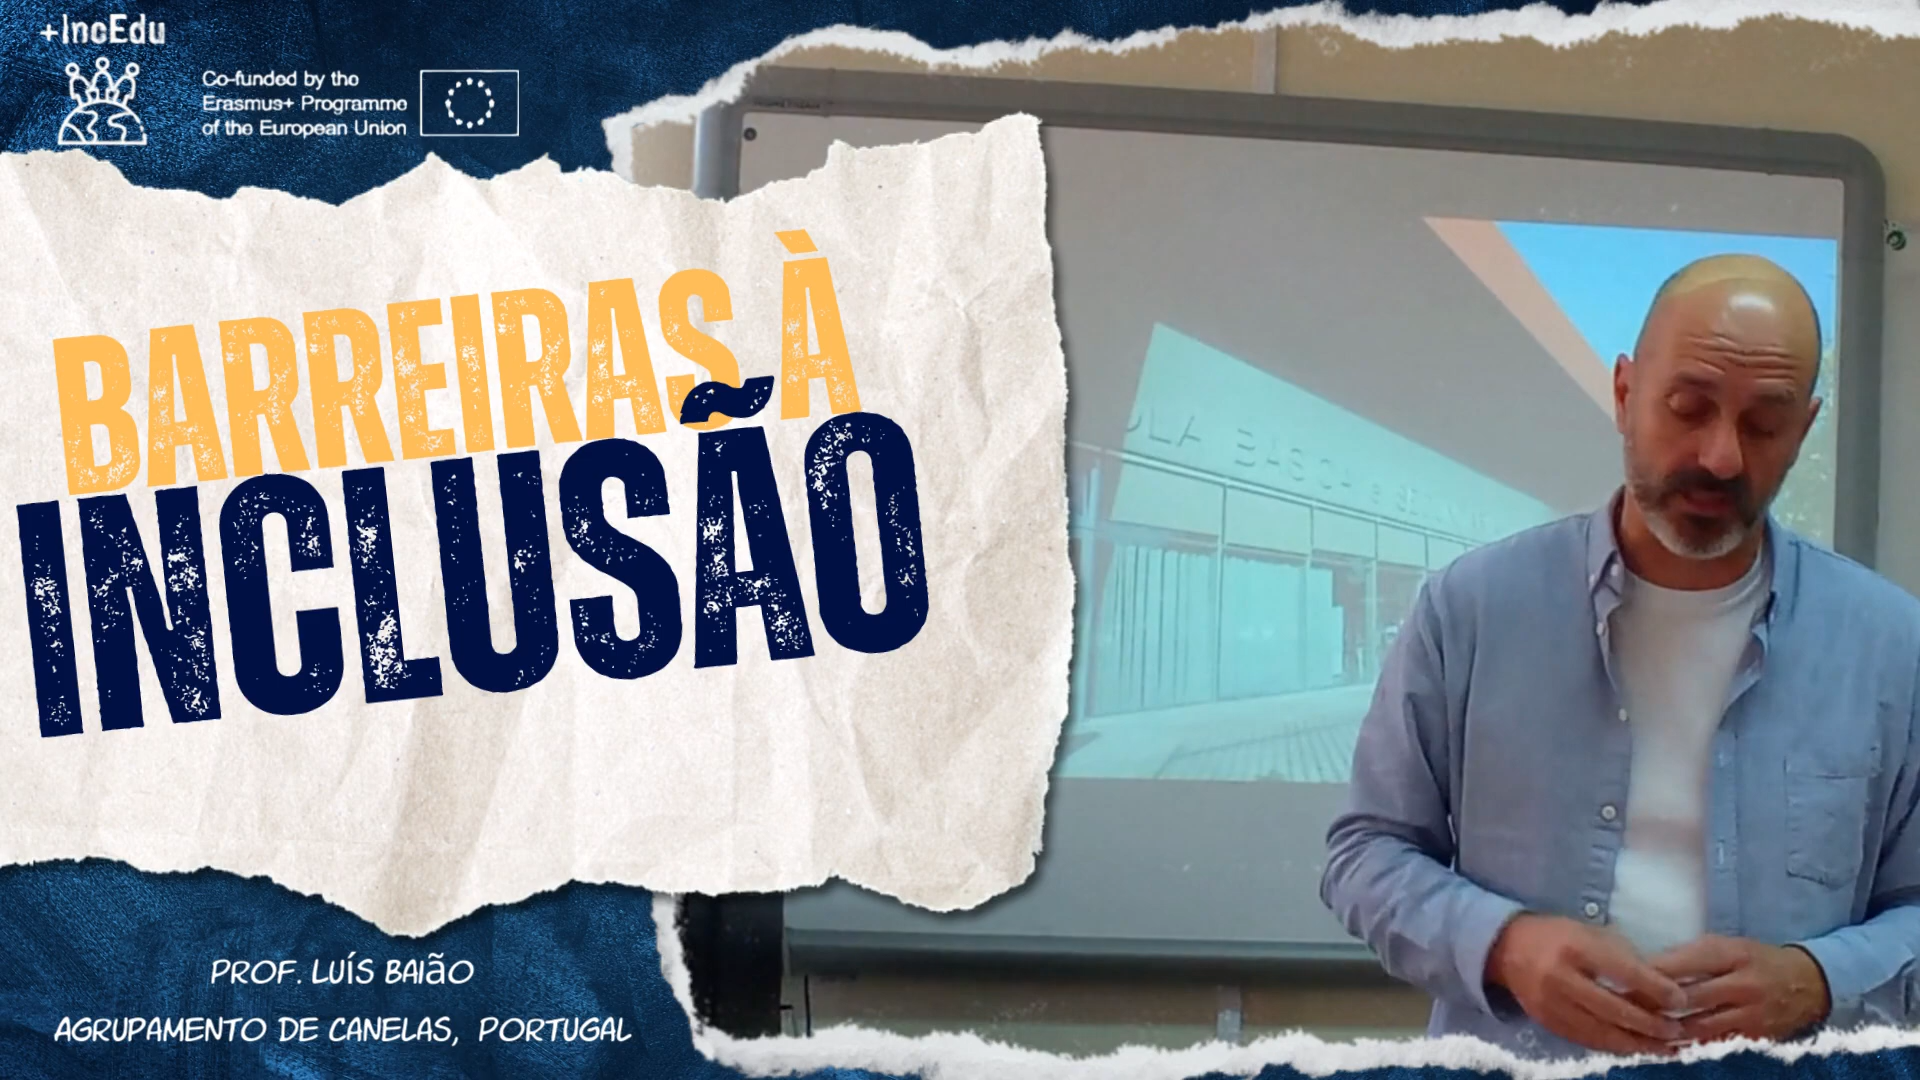 +IncEdu
Co-funded by the
Erasmus+ Programme
of the European Union
BARREIRAS À
INCLUSÃO
PROF. LUÍS BAIÃO
AGRUPAMENTO DE CANELAS, PORTUGAL